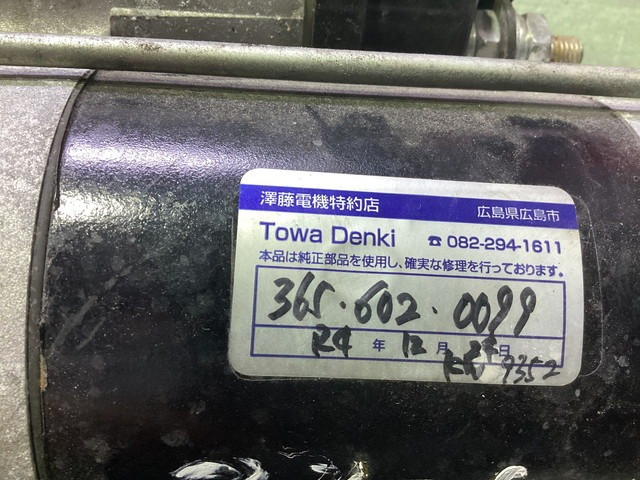 澤藤電機特約店 広島県広島市
Towa Denki ☎ 082-294-1611
本品は純正部品を使用し、確実な修理を行っております。
365.602.0099
R4 年 12 月 日
9352